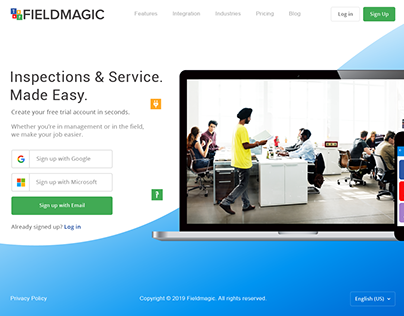 FIELDMAGIC
Features Integration Industries Pricing Blog Log in Sign Up
Inspections & Service.
Made Easy.
Create your free trial account in seconds.
Whether you're in management or in the field,
we make your job easier.
Sign up with Google
Sign up with Microsoft
Sign up with Email
Already signed up? Log in
Privacy Policy Copyright © 2019 Fieldmagic. All rights reserved. English (US)